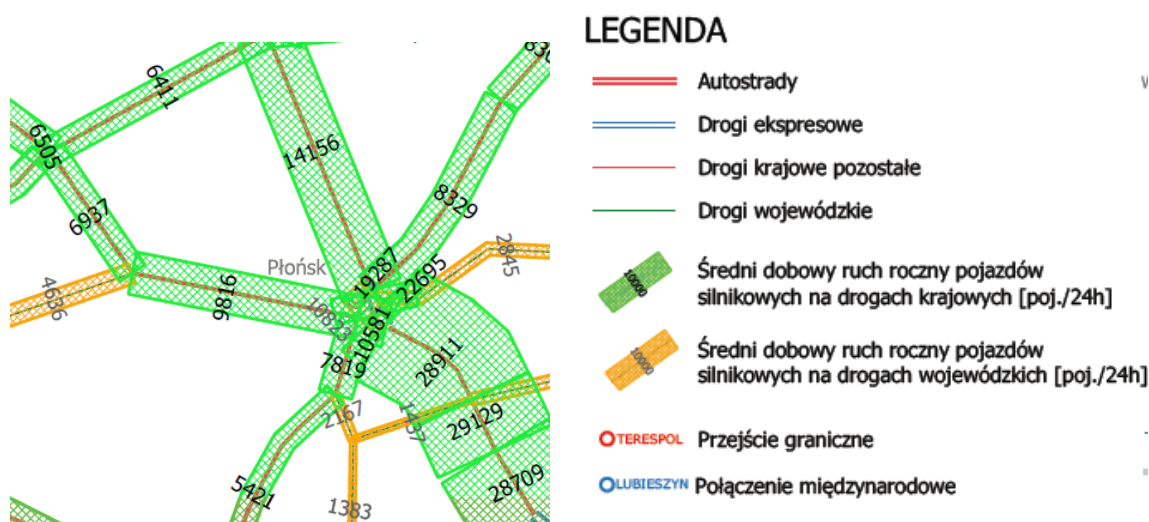 6411
6505
14156
6937
8329
2845
Płońsk
19287
22695
4636
9816
10581
7819
28911
2167
1437
29129
5421
1383
28709
LEGENDA
Autostrady
Drogi ekspresowe
Drogi krajowe pozostałe
Drogi wojewódzkie
10000
Średni dobowy ruch roczny pojazdów
silnikowych na drogach krajowych [poj./24h]
10000
Średni dobowy ruch roczny pojazdów
silnikowych na drogach wojewódzkich [poj./24h]
TERESPOL Przejście graniczne
LUBIESZYN Połączenie międzynarodowe